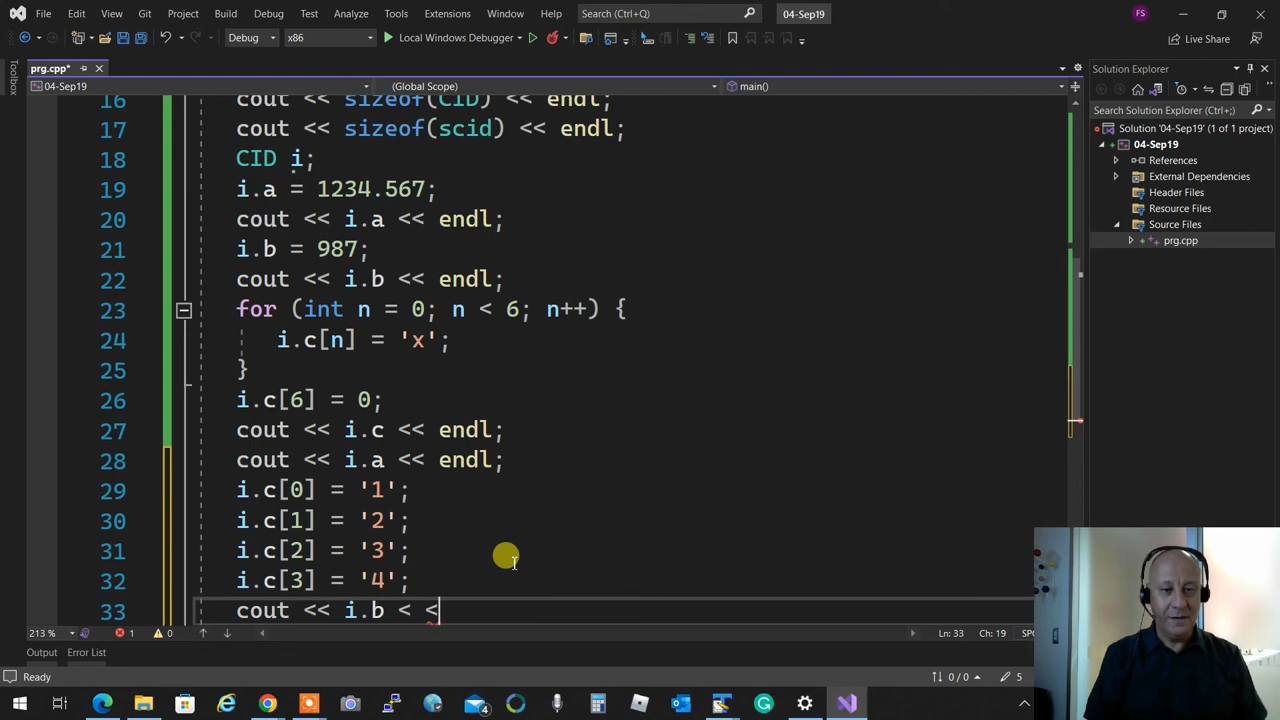 File Edit View Git Project Build Debug Test Analyze Tools Extensions Window Help Search (Ctrl+Q) 04-Sep19 FS
Debug x86 Local Windows Debugger Live Share
Toolbox
prg.cpp* Solution Explorer
04-Sep19 (Global Scope) main()
Search Solution Explorer (Ctrl+;)
Solution '04-Sep19' (1 of 1 project)
04-Sep19
References
External Dependencies
Header Files
Resource Files
Source Files
prg.cpp
16 cout << sizeof(CID) << endl;
17 cout << sizeof(scid) << endl;
18 CID i;
19 i.a = 1234.567;
20 cout << i.a << endl;
21 i.b = 987;
22 cout << i.b << endl;
23 for (int n = 0; n < 6; n++) {
24 i.c[n] = 'x';
25 }
26 i.c[6] = 0;
27 cout << i.c << endl;
28 cout << i.a << endl;
29 i.c[0] = '1';
30 i.c[1] = '2';
31 i.c[2] = '3';
32 i.c[3] = '4';
33 cout << i.b < <
213 % 1 0 Ln: 33 Ch: 19 SPC
Output Error List
Ready 0 / 0 5
4